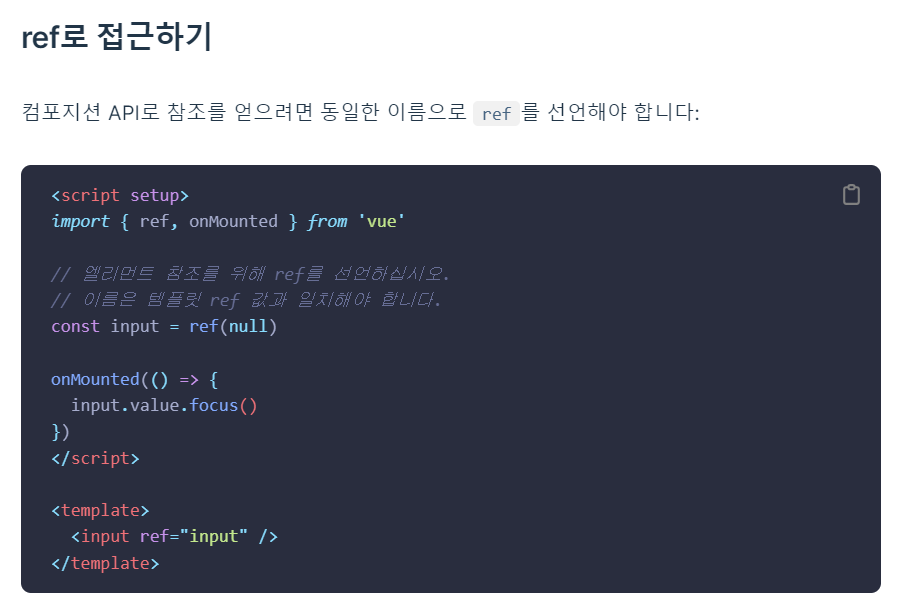 ref로 접근하기
컴포지션 API로 참조를 얻으려면 동일한 이름으로 ref 를 선언해야 합니다:
<script setup>
import { ref, onMounted } from 'vue'

// 엘리먼트 참조를 위해 ref를 선언하십시오.
// 이름은 템플릿 ref 값과 일치해야 합니다.
const input = ref(null)

onMounted(() => {
  input.value.focus()
})
</script>

<template>
  <input ref="input" />
</template>